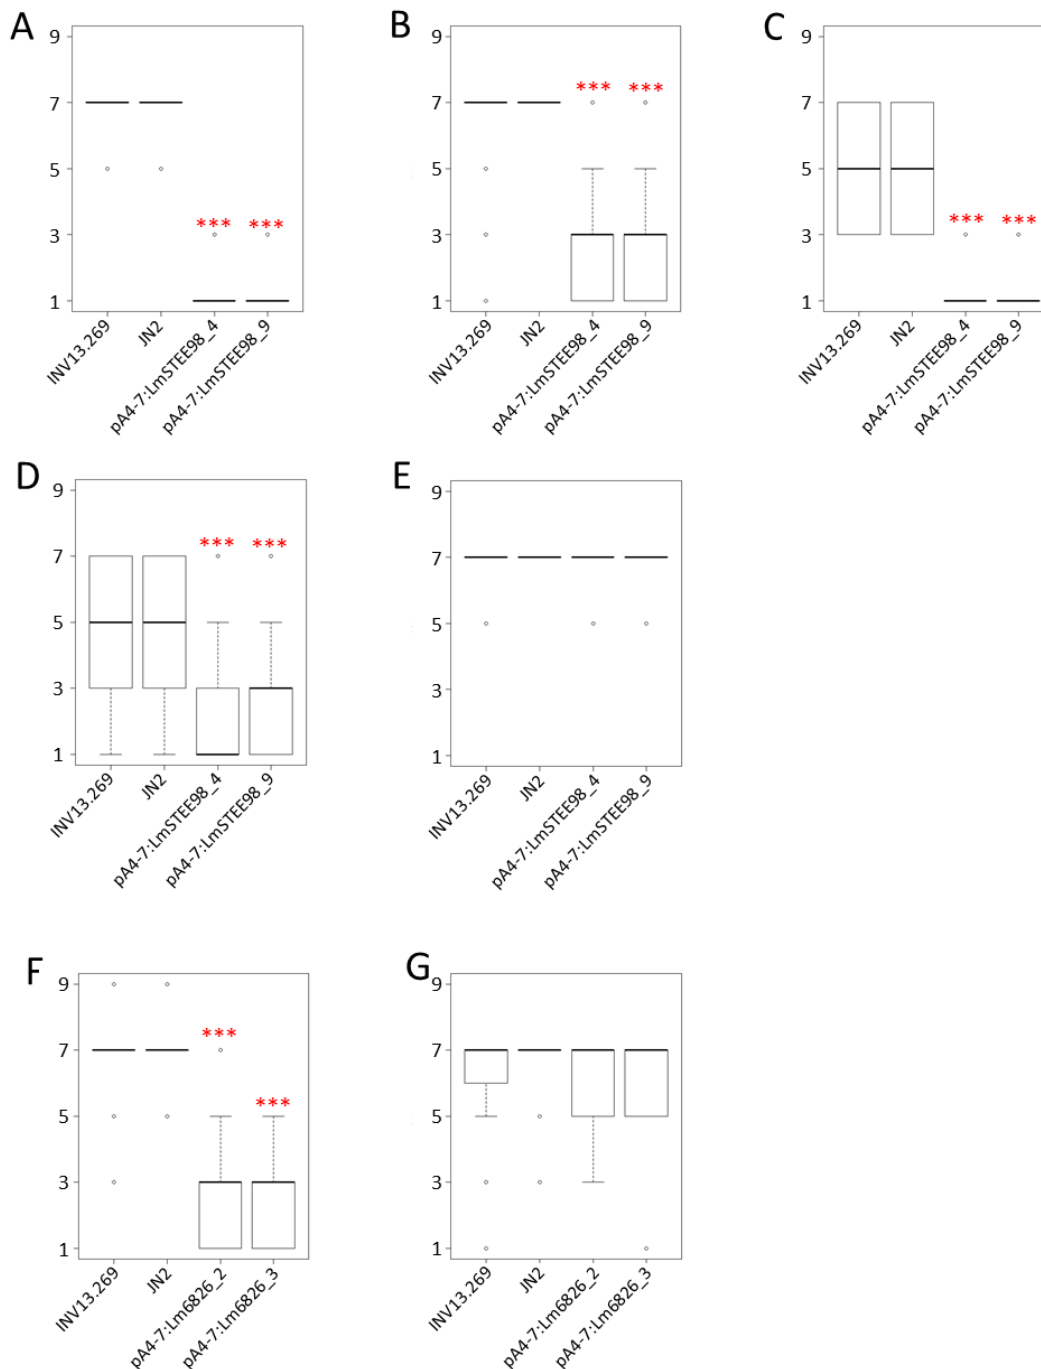 A
9
7
5
3
1
***
***
INV13.269
JN2
pA4-7:LmSTEE98_4
pA4-7:LmSTEE98_9
B
9
7
5
3
1
***
***
INV13.269
JN2
pA4-7:LmSTEE98_4
pA4-7:LmSTEE98_9
C
9
7
5
3
1
***
***
INV13.269
JN2
pA4-7:LmSTEE98_4
pA4-7:LmSTEE98_9
D
9
7
5
3
1
***
***
INV13.269
JN2
pA4-7:LmSTEE98_4
pA4-7:LmSTEE98_9
E
9
7
5
3
1
INV13.269
JN2
pA4-7:LmSTEE98_4
pA4-7:LmSTEE98_9
F
9
7
5
3
1
***
***
INV13.269
JN2
pA4-7:Lm6826_2
pA4-7:Lm6826_3
G
9
7
5
3
1
INV13.269
JN2
pA4-7:Lm6826_2
pA4-7:Lm6826_3